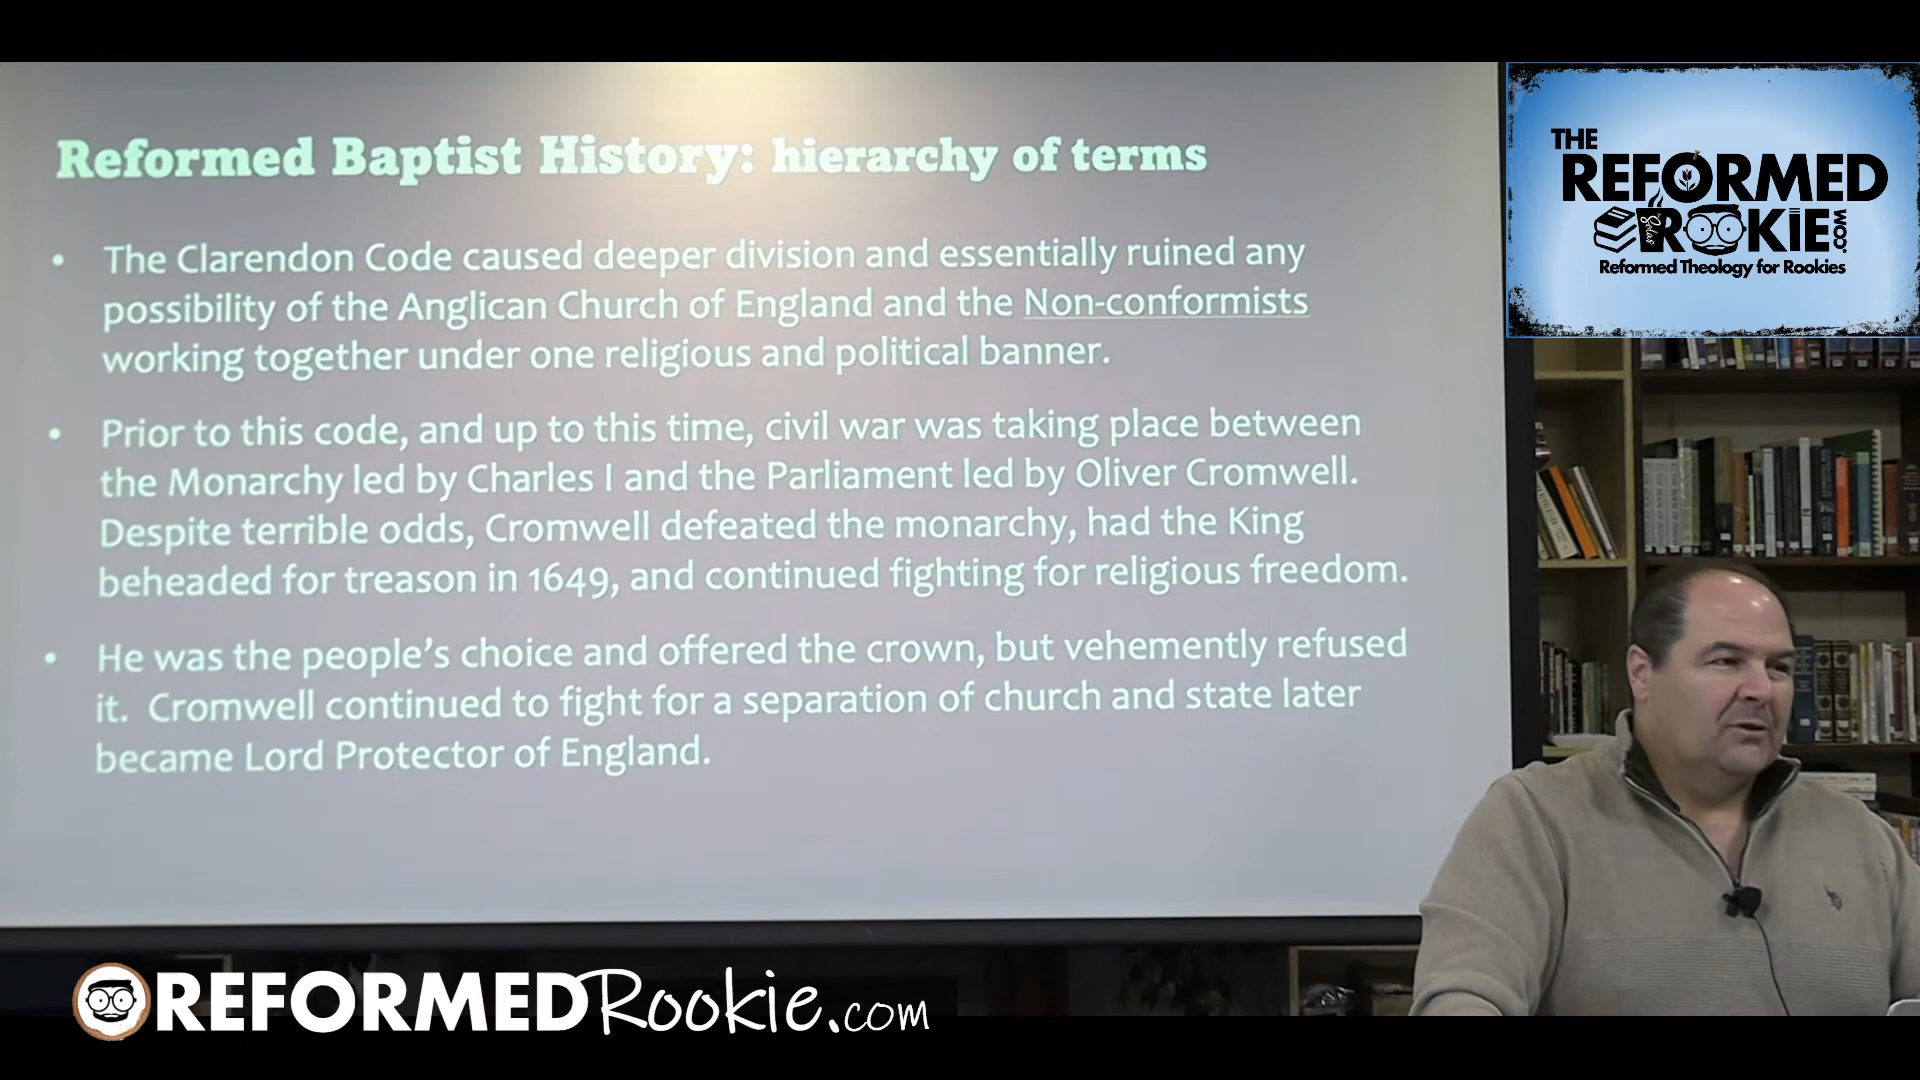 Reformed Baptist History: hierarchy of terms
• The Clarendon Code caused deeper division and essentially ruined any
possibility of the Anglican Church of England and the Non-conformists
working together under one religious and political banner.
• Prior to this code, and up to this time, civil war was taking place between
the Monarchy led by Charles I and the Parliament led by Oliver Cromwell.
Despite terrible odds, Cromwell defeated the monarchy, had the King
beheaded for treason in 1649, and continued fighting for religious freedom.
• He was the people's choice and offered the crown, but vehemently refused
it. Cromwell continued to fight for a separation of church and state later
became Lord Protector of England.
THE
REFORMED
ROOKIE.COM
Reformed Theology for Rookies
REFORMEDRookie.com